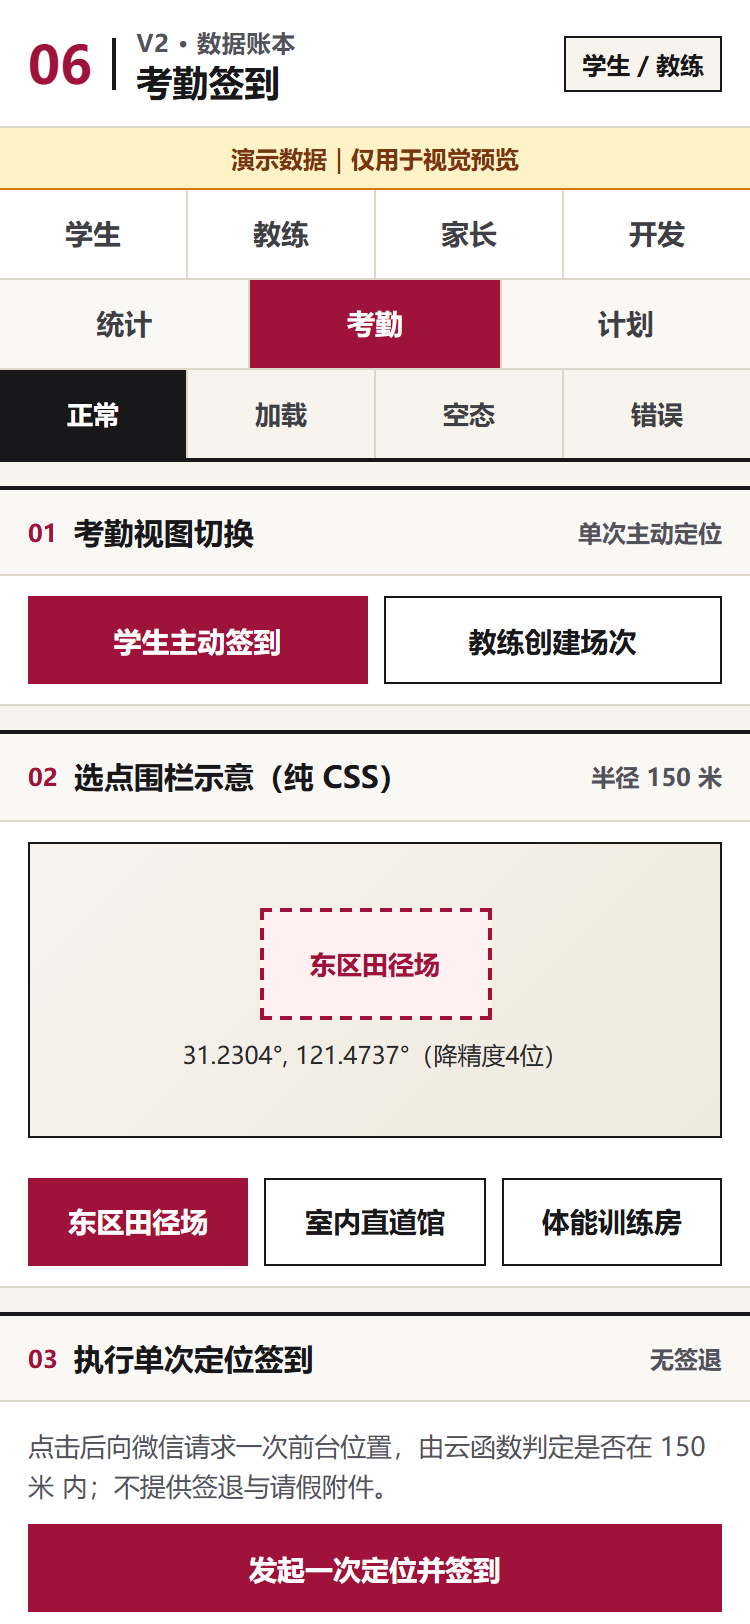 06
V2 · 数据账本
考勤签到
学生 / 教练
演示数据｜仅用于视觉预览
学生 教练 家长 开发
统计 考勤 计划
正常 加载 空态 错误
01 考勤视图切换 单次主动定位
学生主动签到 教练创建场次
02 选点围栏示意（纯 CSS） 半径 150 米
东区田径场
31.2304°, 121.4737°（降精度4位）
东区田径场 室内直道馆 体能训练房
03 执行单次定位签到 无签退
点击后向微信请求一次前台位置，由云函数判定是否在 150
米 内；不提供签退与请假附件。
发起一次定位并签到